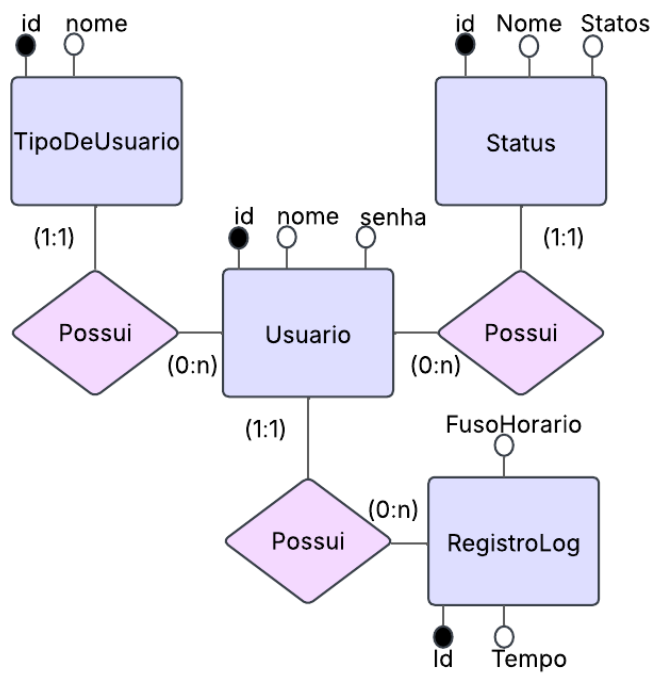 id nome
id Nome Statos
TipoDeUsuario
Status
(1:1)
(1:1)
id nome senha
Possui
Usuario
Possui
(0:n)
(0:n)
(1:1)
FusoHorario
(0:n)
Possui
RegistroLog
Id Tempo